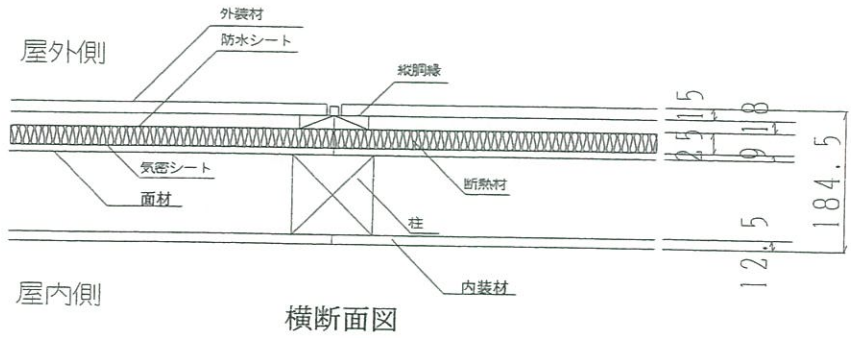 外装材
防水シート
屋外側
縦胴縁
15
18
25
9
184.5
気密シート
断熱材
面材
柱
12.5
内装材
屋内側
横断面図